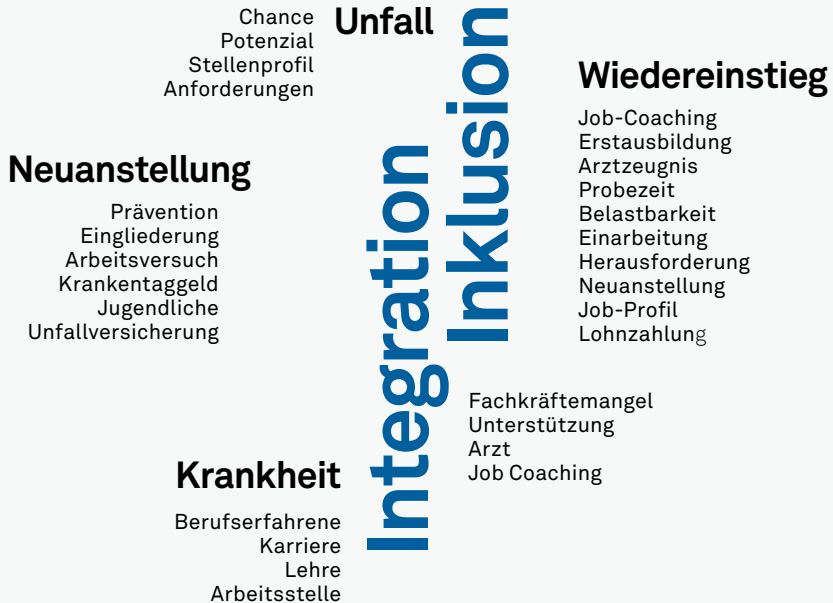 Chance
Potenzial
Stellenprofil
Anforderungen
Unfall
Inklusion
Integration
Wiedereinstieg
Job-Coaching
Erstausbildung
Arztzeugnis
Probezeit
Belastbarkeit
Einarbeitung
Herausforderung
Neuanstellung
Job-Profil
Lohnzahlung
Neuanstellung
Prävention
Eingliederung
Arbeitsversuch
Krankentaggeld
Jugendliche
Unfallversicherung
Fachkräftemangel
Unterstützung
Arzt
Job Coaching
Krankheit
Berufserfahrene
Karriere
Lehre
Arbeitsstelle